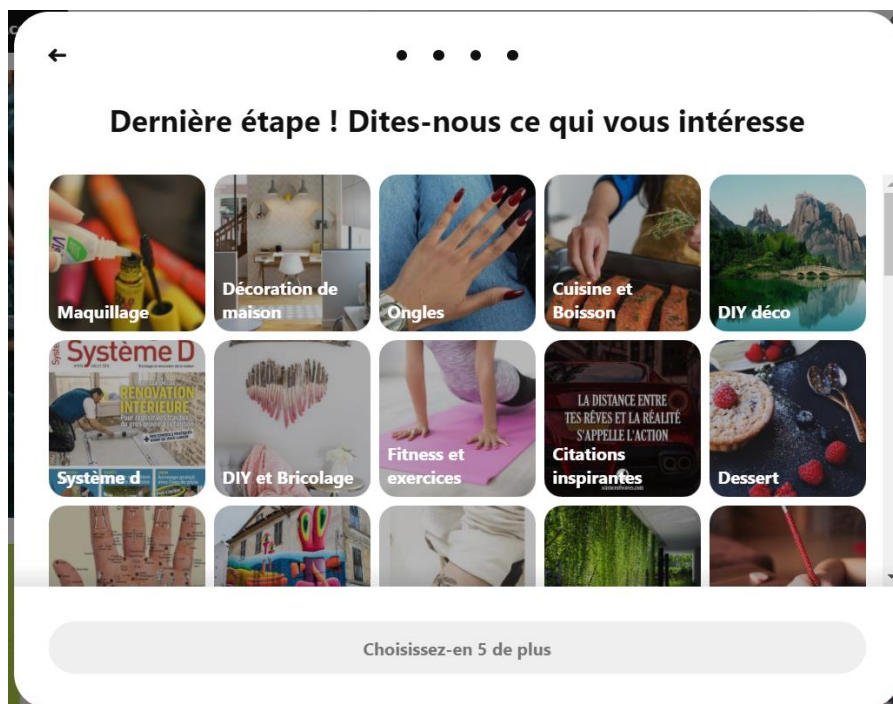 Dernière étape ! Dites-nous ce qui vous intéresse
Maquillage
Décoration de
maison
Ongles
Cuisine et
Boisson
DIY déco
Système D
RÉNOVATION
INTÉRIEURE
Système d
DIY et Bricolage
Fitness et
exercices
LA DISTANCE ENTRE
TES RÊVES ET LA RÉALITÉ
S'APPELLE L'ACTION
Citations
inspirantes
Dessert
Choisissez-en 5 de plus